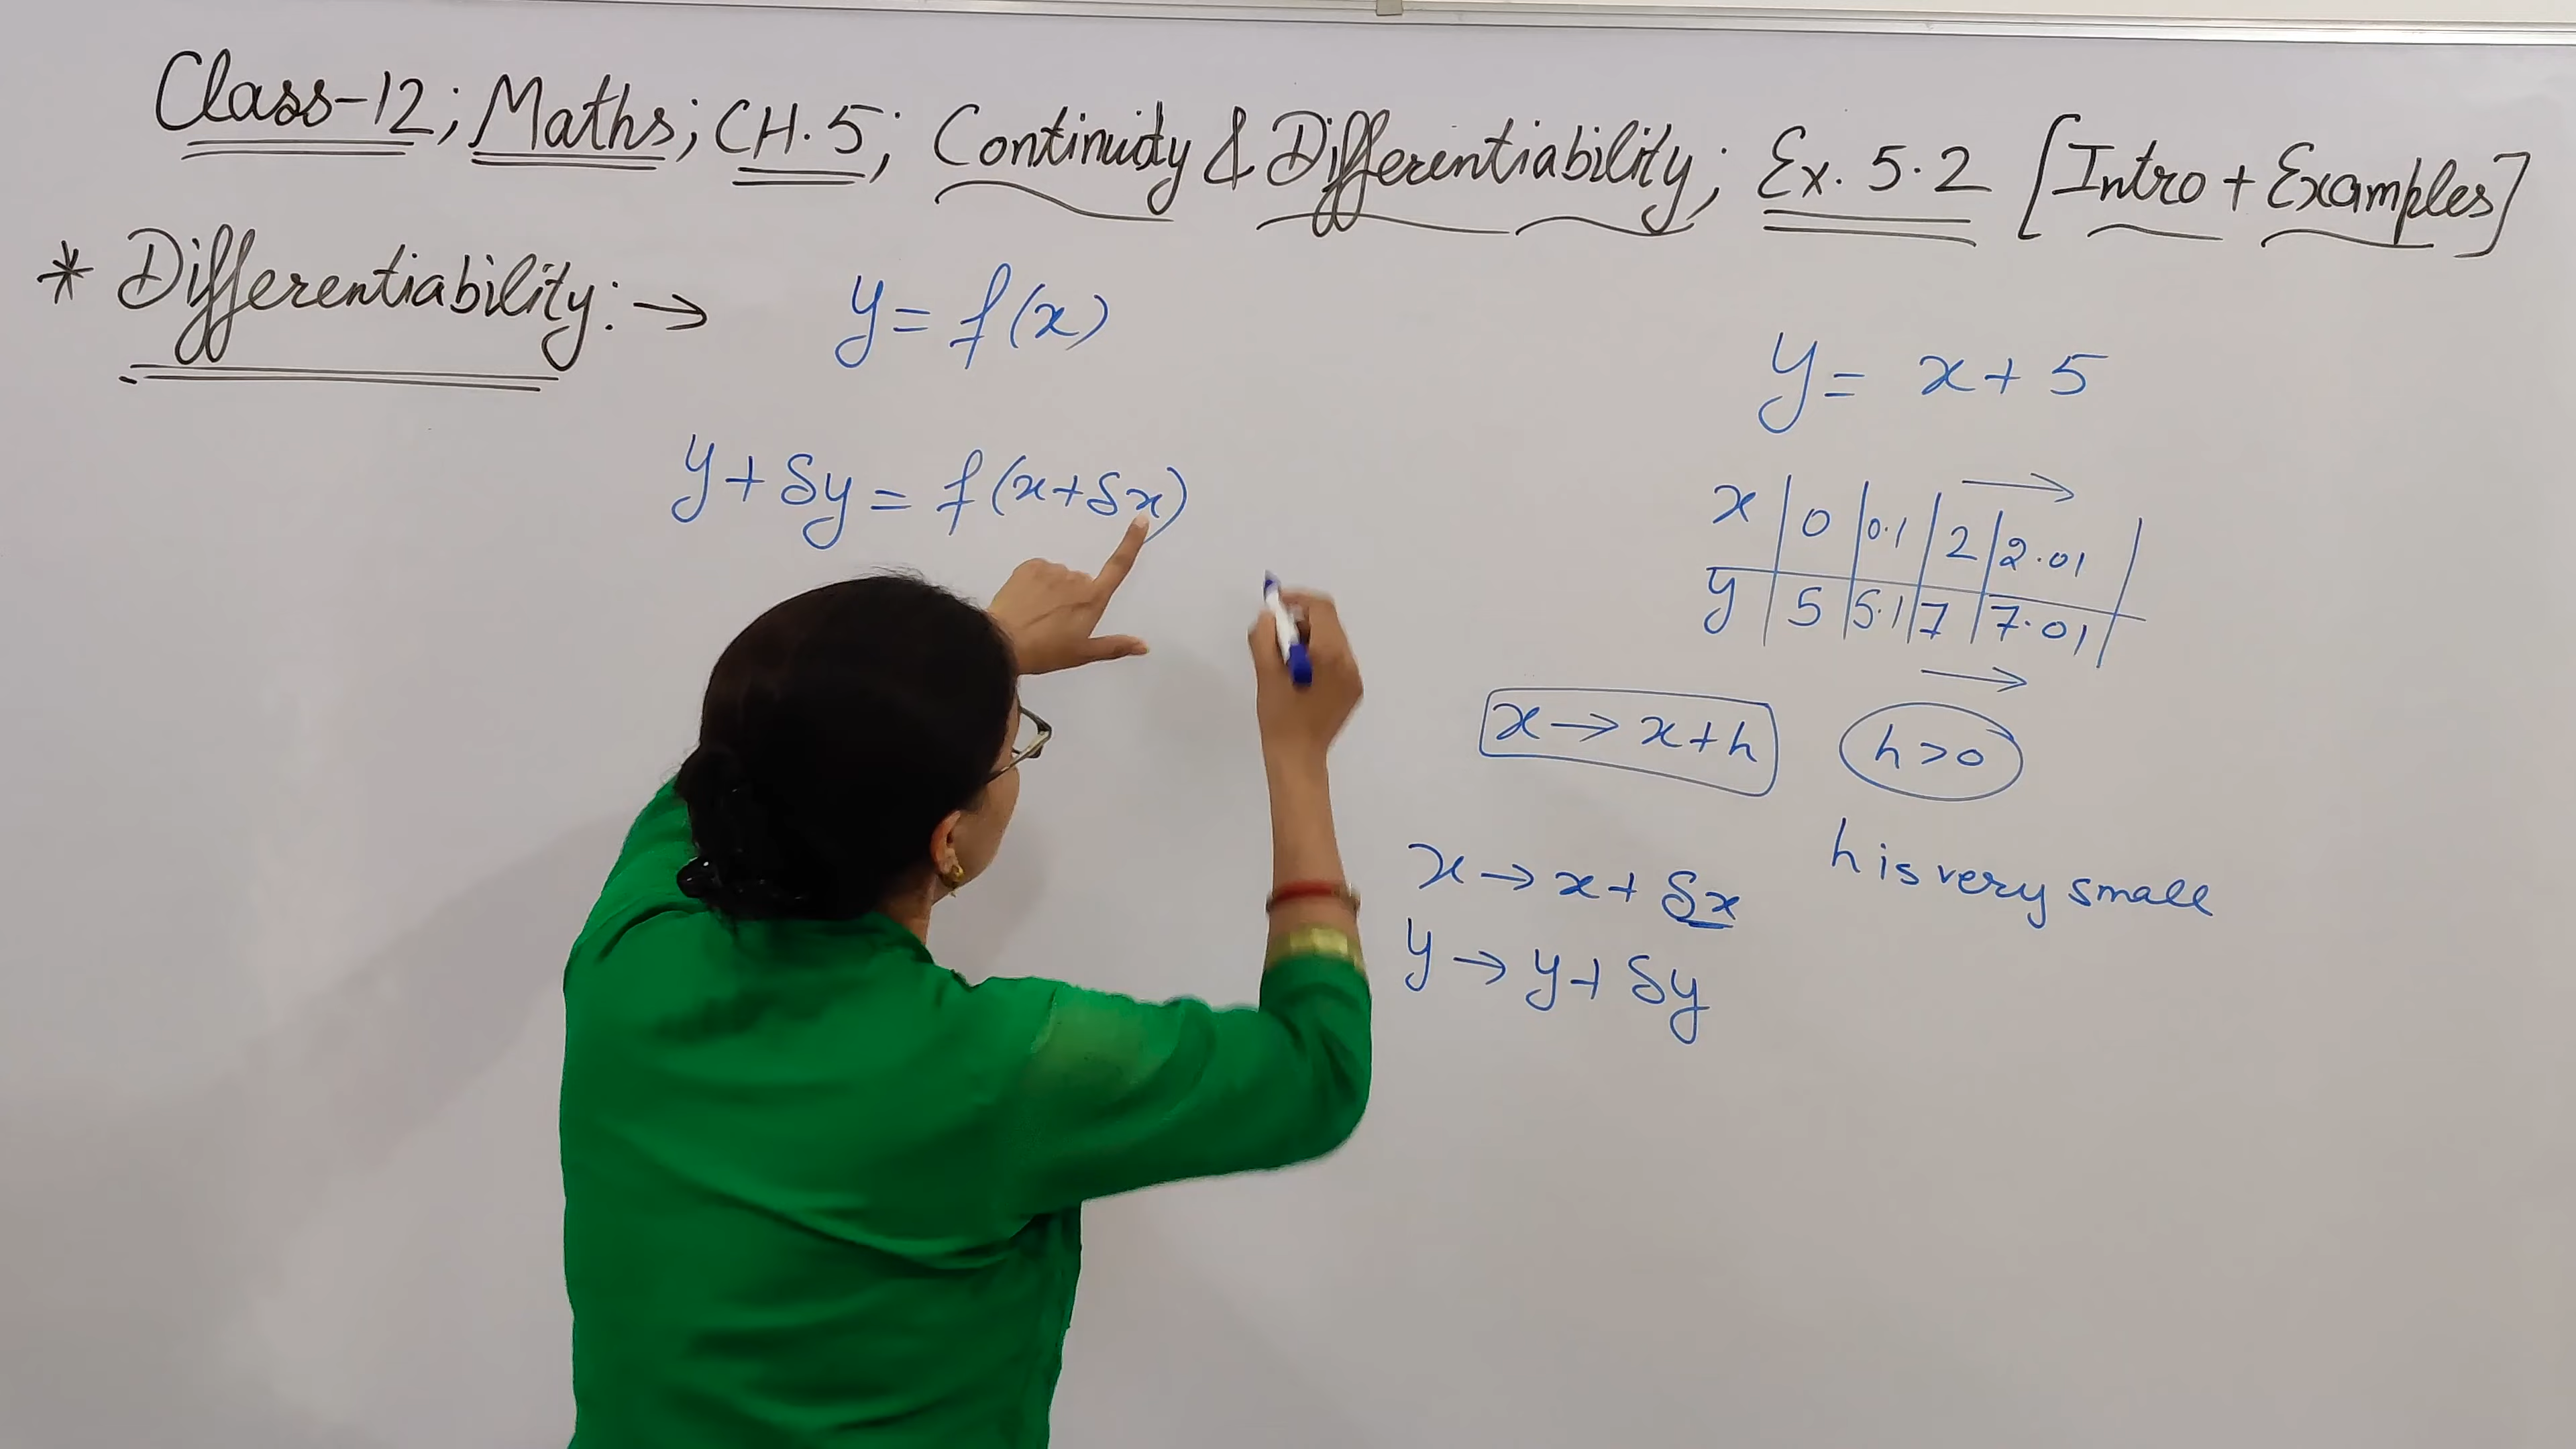 Class-12; Maths; CH.5; Continuity & Differentiability; Ex. 5.2 [Intro + Examples]
* Differentiability:→ y = f(x)
y + δy = f(x+δx)
y = x + 5
x | 0 | 0.1 | 2 | 2.01 |
y | 5 | 5.1 | 7 | 7.01 |
x → x+h h>0
h is very small
x → x + δx
y → y + δy